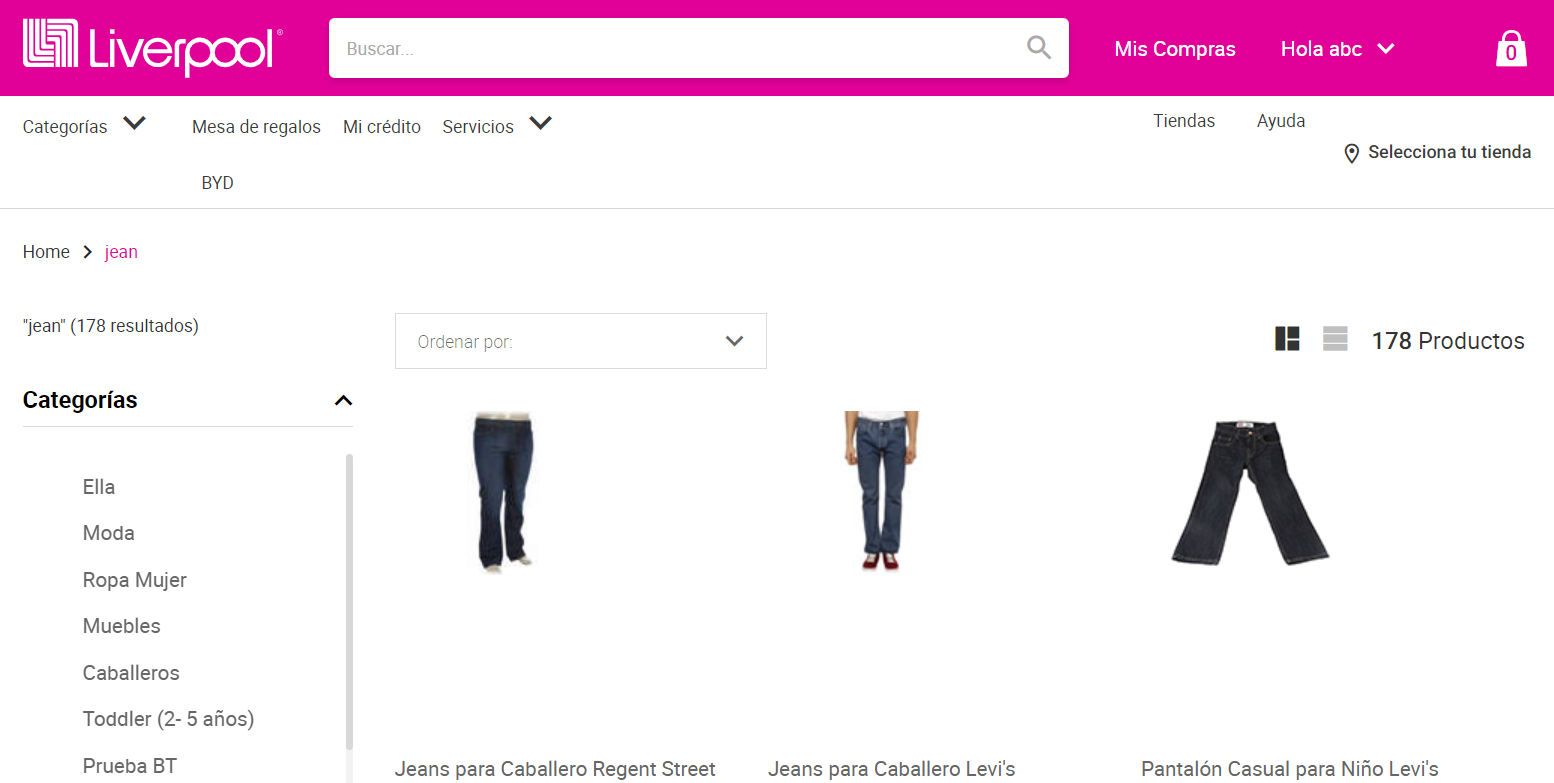 Liverpool®
Buscar...
Mis Compras
Hola abc
0
Categorías
Mesa de regalos
Mi crédito
Servicios
BYD
Tiendas
Ayuda
Selecciona tu tienda
Home
jean
"jean" (178 resultados)
Ordenar por:
178 Productos
Categorías
Ella
Moda
Ropa Mujer
Muebles
Caballeros
Toddler (2- 5 años)
Prueba BT
Jeans para Caballero Regent Street
Jeans para Caballero Levi's
Pantalón Casual para Niño Levi's